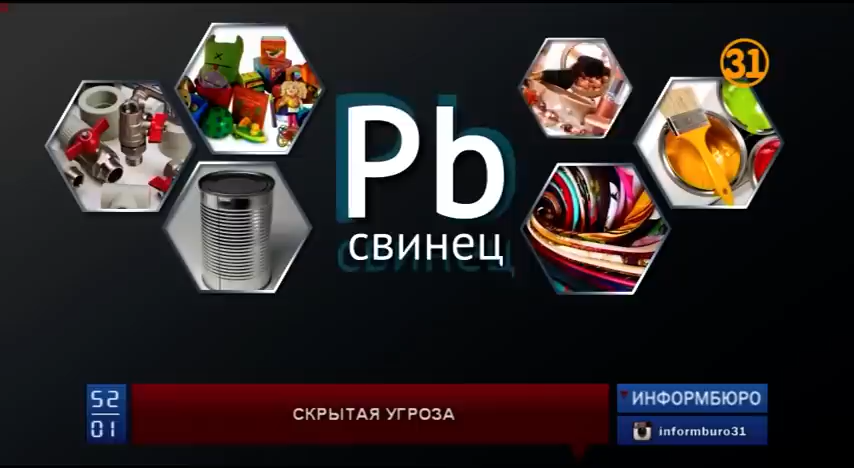 31
Pb
свинец
52
01
СКРЫТАЯ УГРОЗА
ИНФОРМБЮРО
informburo31